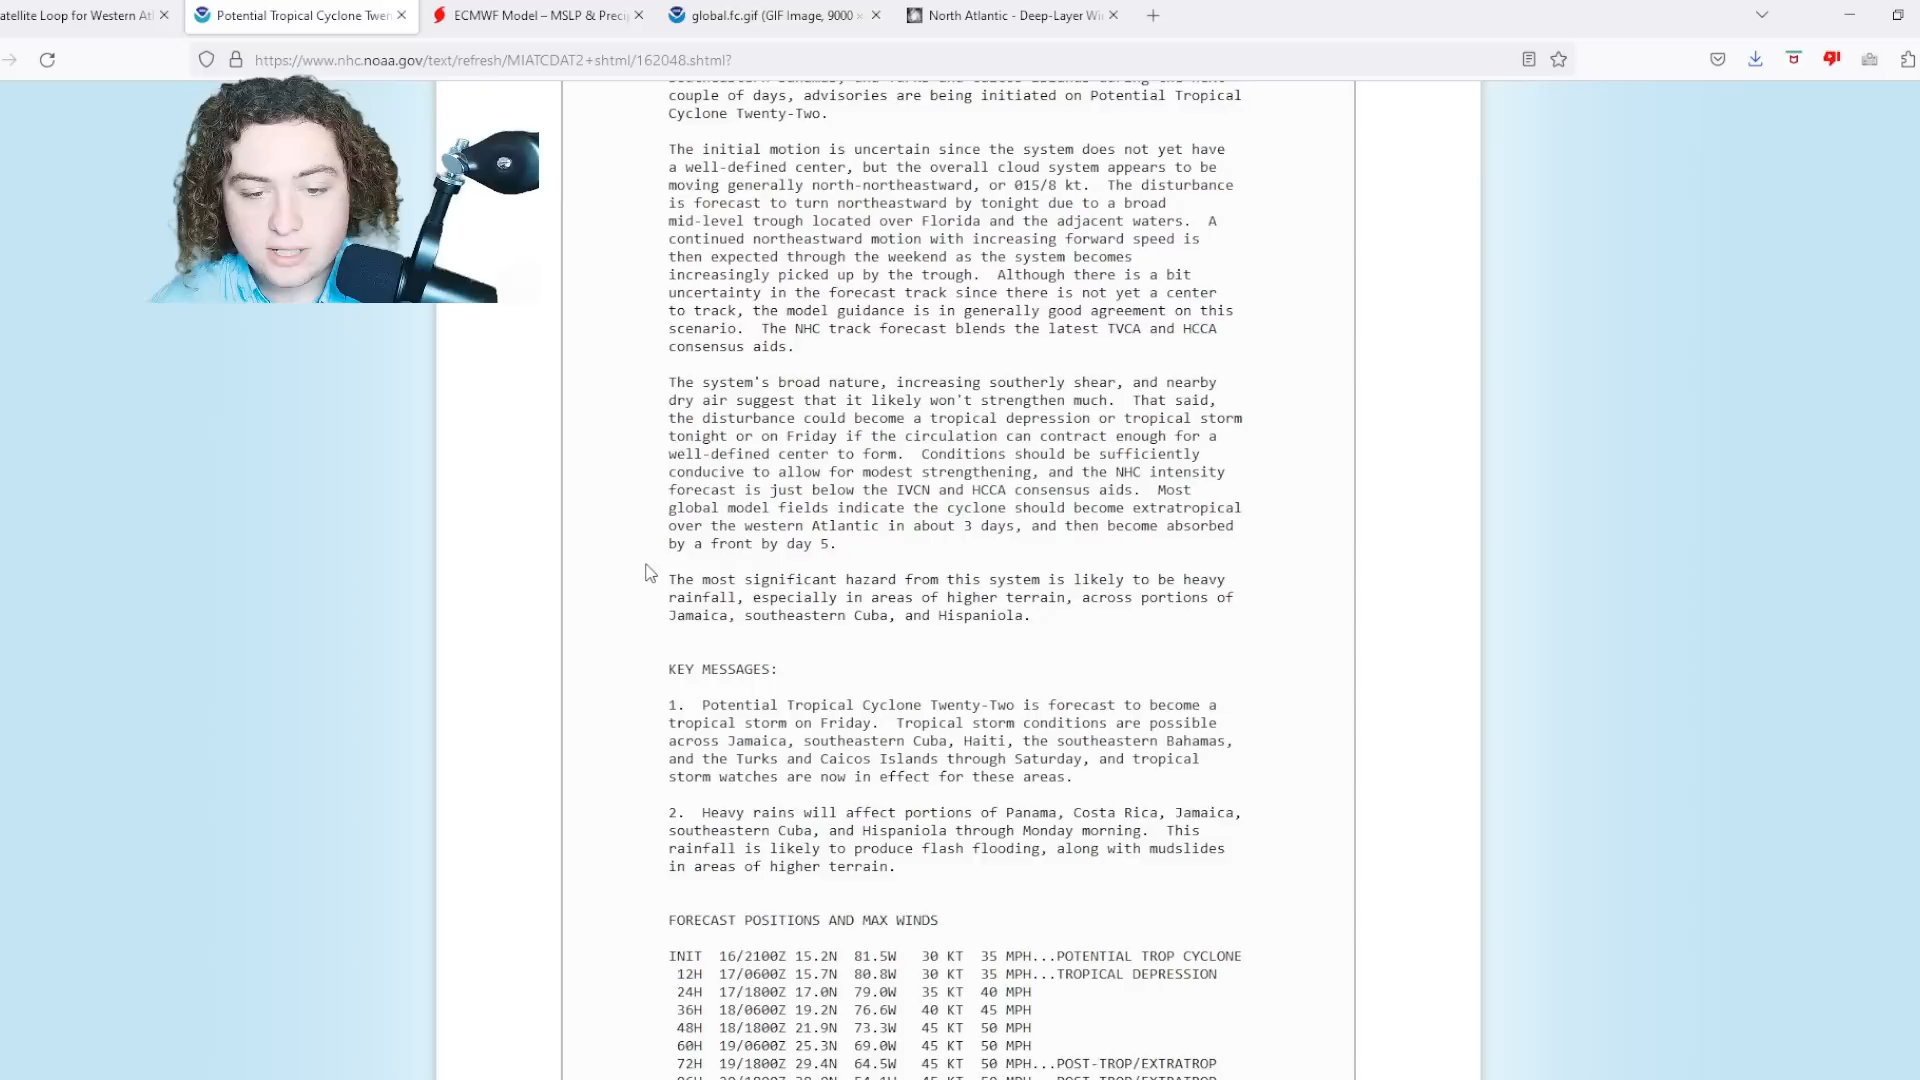 atellite Loop for Western Atl
Potential Tropical Cyclone Twen
ECMWF Model – MSLP & Precip
global.fc.gif (GIF Image, 9000 ×
North Atlantic - Deep-Layer Wi
https://www.nhc.noaa.gov/text/refresh/MIATCDAT2+shtml/162048.shtml?
southeastern Bahamas, and Turks and Caicos Islands during the next
couple of days, advisories are being initiated on Potential Tropical
Cyclone Twenty-Two.
The initial motion is uncertain since the system does not yet have
a well-defined center, but the overall cloud system appears to be
moving generally north-northeastward, or 015/8 kt.  The disturbance
is forecast to turn northeastward by tonight due to a broad
mid-level trough located over Florida and the adjacent waters.  A
continued northeastward motion with increasing forward speed is
then expected through the weekend as the system becomes
increasingly picked up by the trough.  Although there is a bit
uncertainty in the forecast track since there is not yet a center
to track, the model guidance is in generally good agreement on this
scenario.  The NHC track forecast blends the latest TVCA and HCCA
consensus aids.
The system's broad nature, increasing southerly shear, and nearby
dry air suggest that it likely won't strengthen much.  That said,
the disturbance could become a tropical depression or tropical storm
tonight or on Friday if the circulation can contract enough for a
well-defined center to form.  Conditions should be sufficiently
conducive to allow for modest strengthening, and the NHC intensity
forecast is just below the IVCN and HCCA consensus aids.  Most
global model fields indicate the cyclone should become extratropical
over the western Atlantic in about 3 days, and then become absorbed
by a front by day 5.
The most significant hazard from this system is likely to be heavy
rainfall, especially in areas of higher terrain, across portions of
Jamaica, southeastern Cuba, and Hispaniola.
KEY MESSAGES:
1.  Potential Tropical Cyclone Twenty-Two is forecast to become a
tropical storm on Friday.  Tropical storm conditions are possible
across Jamaica, southeastern Cuba, Haiti, the southeastern Bahamas,
and the Turks and Caicos Islands through Saturday, and tropical
storm watches are now in effect for these areas.
2.  Heavy rains will affect portions of Panama, Costa Rica, Jamaica,
southeastern Cuba, and Hispaniola through Monday morning.  This
rainfall is likely to produce flash flooding, along with mudslides
in areas of higher terrain.
FORECAST POSITIONS AND MAX WINDS
INIT  16/2100Z 15.2N  81.5W   30 KT  35 MPH...POTENTIAL TROP CYCLONE
12H  17/0600Z 15.7N  80.8W   30 KT  35 MPH...TROPICAL DEPRESSION
24H  17/1800Z 17.0N  79.0W   35 KT  40 MPH
36H  18/0600Z 19.2N  76.6W   40 KT  45 MPH
48H  18/1800Z 21.9N  73.3W   45 KT  50 MPH
60H  19/0600Z 25.3N  69.0W   45 KT  50 MPH
72H  19/1800Z 29.4N  64.5W   45 KT  50 MPH...POST-TROP/EXTRATROP